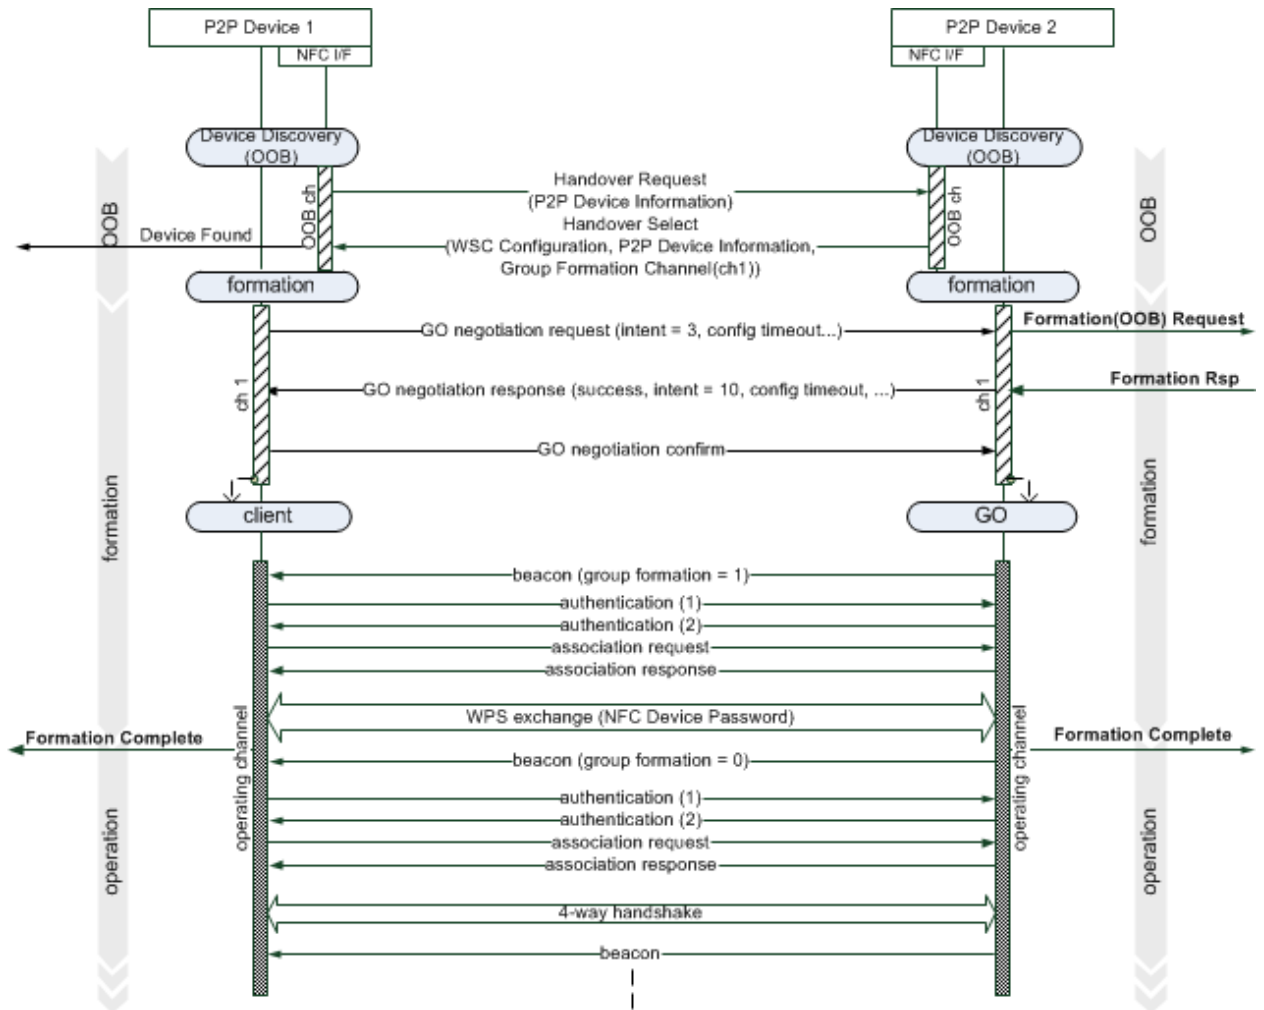 P2P Device 1
P2P Device 2
NFC I/F
NFC I/F
Device Discovery
(OOB)
Device Discovery
(OOB)
Handover Request
(P2P Device Information)
Handover Select
(WSC Configuration, P2P Device Information,
Group Formation Channel(ch1))
OOB ch
OOB ch
OOB
OOB
Device Found
formation
formation
GO negotiation request (intent = 3, config timeout...)
Formation(OOB) Request
GO negotiation response (success, intent = 10, config timeout, ...)
Formation Rsp
ch 1
ch 1
GO negotiation confirm
formation
formation
client
GO
beacon (group formation = 1)
authentication (1)
authentication (2)
association request
association response
WPS exchange (NFC Device Password)
Formation Complete
Formation Complete
operating channel
operating channel
beacon (group formation = 0)
authentication (1)
authentication (2)
association request
association response
operation
operation
4-way handshake
beacon